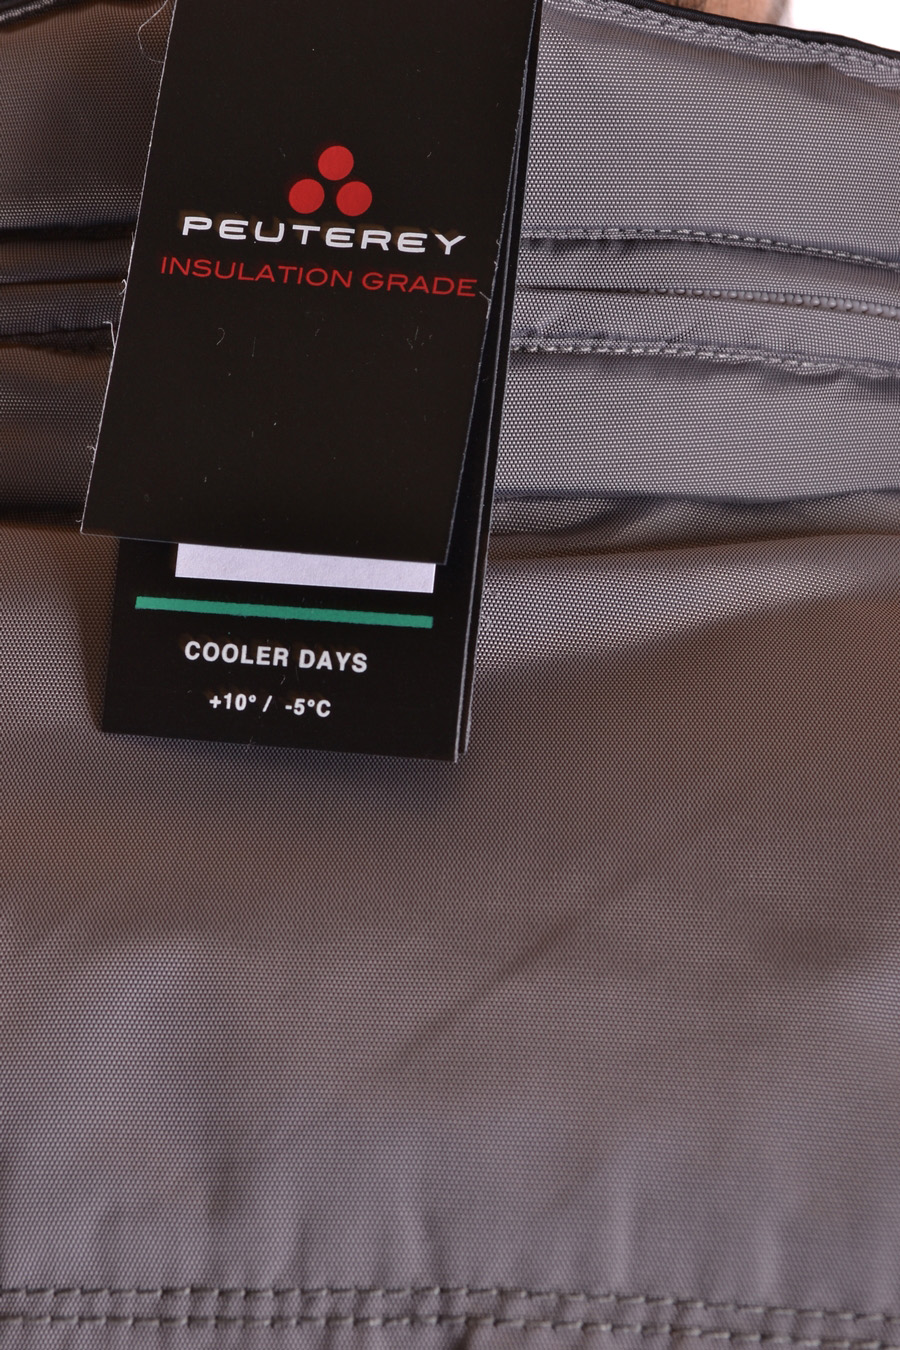 PEUTEREY
INSULATION GRADE
COOLER DAYS
+10° / -5°C